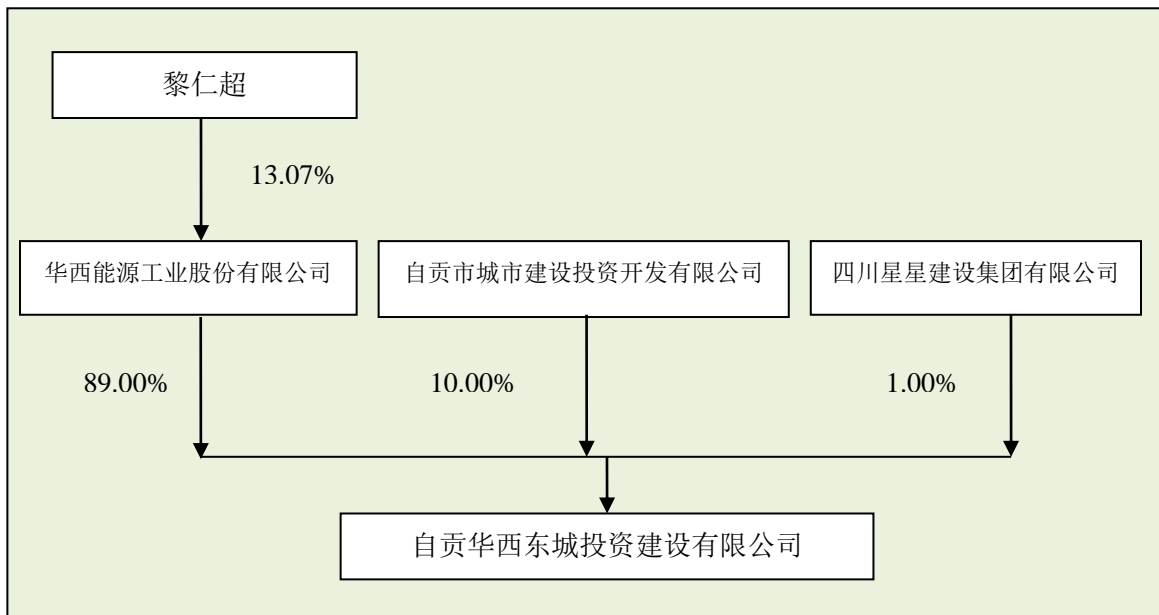 黎仁超
13.07%
华西能源工业股份有限公司
自贡市城市建设投资开发有限公司
四川星星建设集团有限公司
89.00%
10.00%
1.00%
自贡华西东城投资建设有限公司